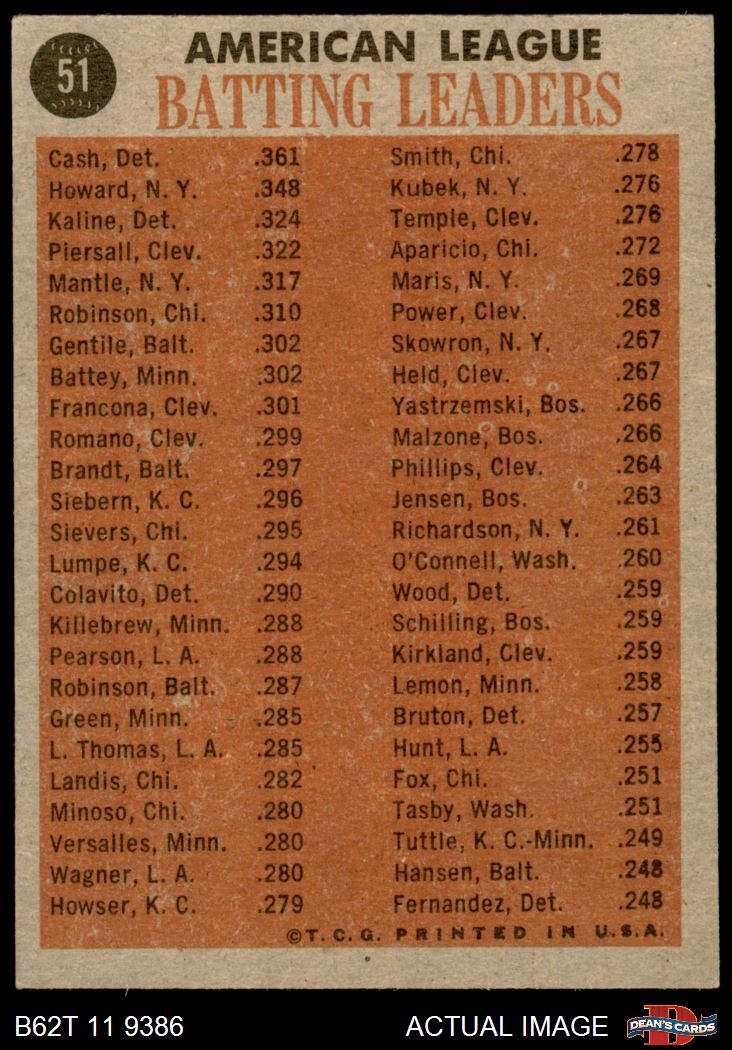 51
AMERICAN LEAGUE
BATTING LEADERS
Cash, Det. .361
Howard, N. Y. .348
Kaline, Det. .324
Piersall, Clev. .322
Mantle, N. Y. .317
Robinson, Chi. .310
Gentile, Balt. .302
Battey, Minn. .302
Francona, Clev. .301
Romano, Clev. .299
Brandt, Balt. .297
Siebern, K. C. .296
Sievers, Chi. .295
Lumpe, K. C. .294
Colavito, Det. .290
Killebrew, Minn. .288
Pearson, L. A. .288
Robinson, Balt. .287
Green, Minn. .285
L. Thomas, L. A. .285
Landis, Chi. .282
Minoso, Chi. .280
Versalles, Minn. .280
Wagner, L. A. .280
Howser, K. C. .279
Smith, Chi. .278
Kubek, N. Y. .276
Temple, Clev. .276
Aparicio, Chi. .272
Maris, N. Y. .269
Power, Clev. .268
Skowron, N. Y. .267
Held, Clev. .267
Yastrzemski, Bos. .266
Malzone, Bos. .266
Phillips, Clev. .264
Jensen, Bos. .263
Richardson, N. Y. .261
O'Connell, Wash. .260
Wood, Det. .259
Schilling, Bos. .259
Kirkland, Clev. .259
Lemon, Minn. .258
Bruton, Det. .257
Hunt, L. A. .255
Fox, Chi. .251
Tasby, Wash. .251
Tuttle, K. C.-Minn. .249
Hansen, Balt. .248
Fernandez, Det. .248
©T. C. G. PRINTED IN U.S.A.
B62T 11 9386
ACTUAL IMAGE
D
DEAN'S CARDS